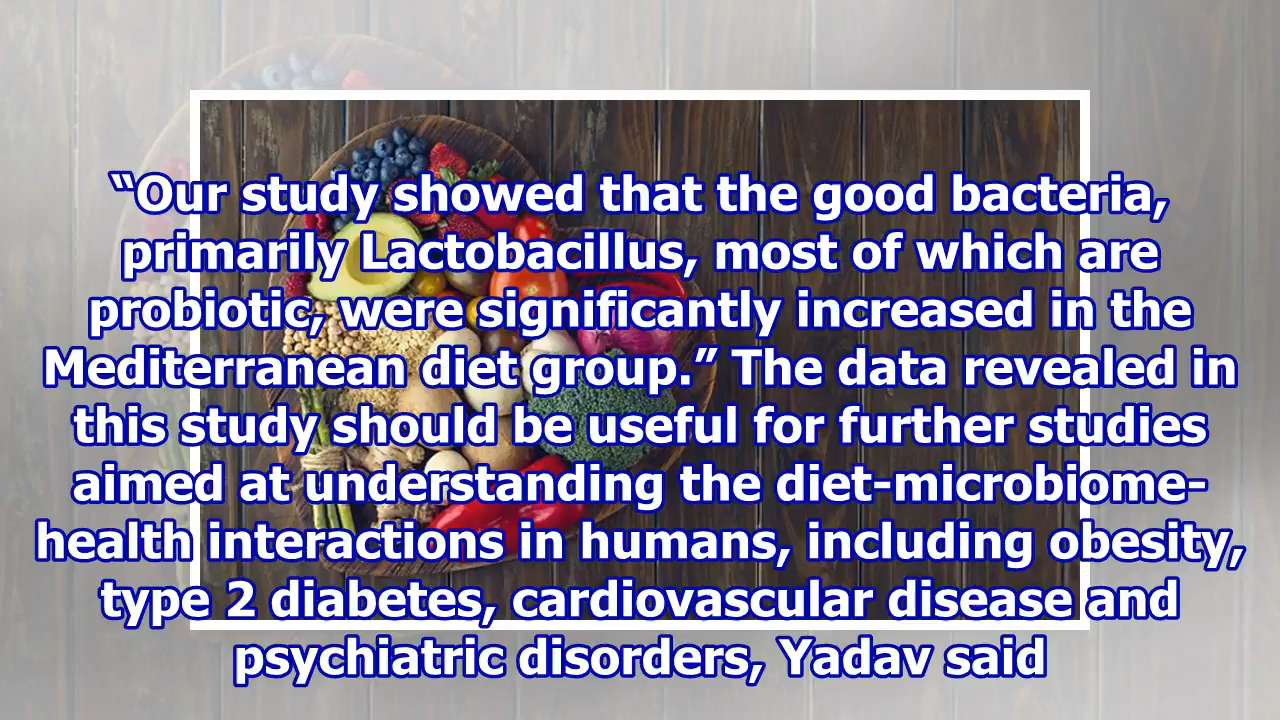 “Our study showed that the good bacteria,
primarily Lactobacillus, most of which are
probiotic, were significantly increased in the
Mediterranean diet group.” The data revealed in
this study should be useful for further studies
aimed at understanding the diet-microbiome-
health interactions in humans, including obesity,
type 2 diabetes, cardiovascular disease and
psychiatric disorders, Yadav said